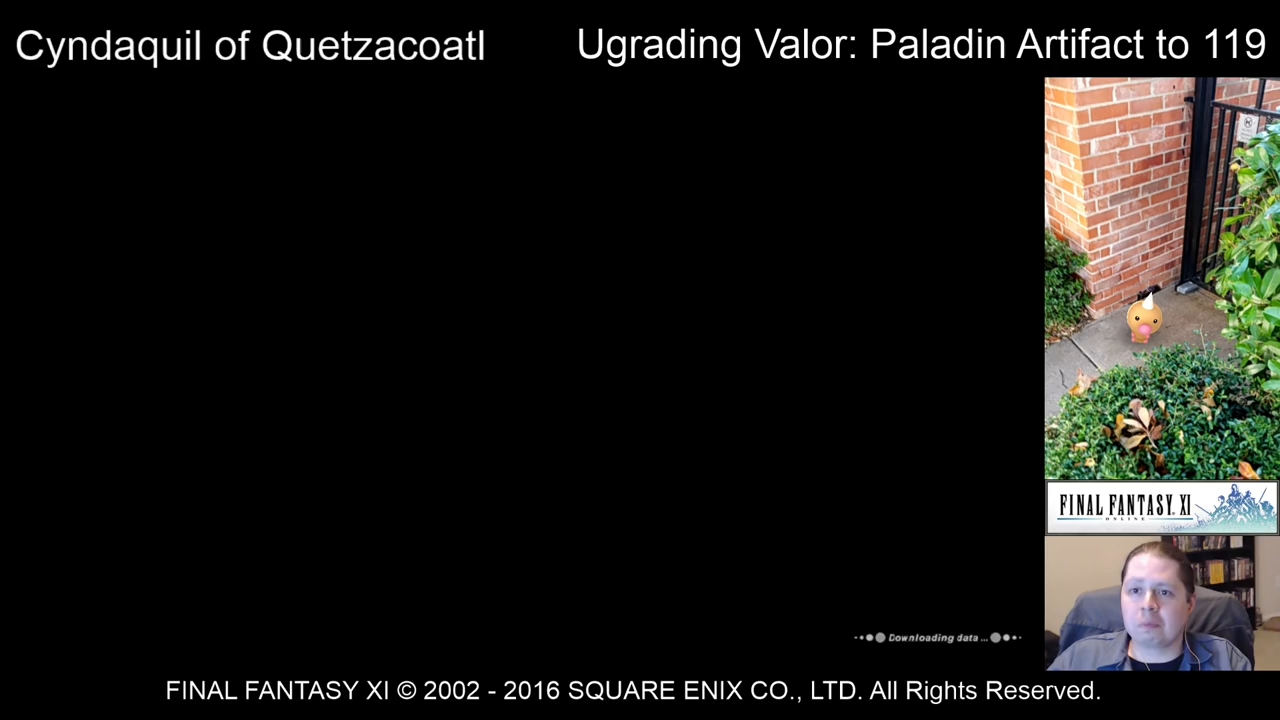 Cyndaquil of Quetzacoatl
Ugrading Valor: Paladin Artifact to 119
FINAL FANTASY XI
ONLINE
Downloading data ...
FINAL FANTASY XI © 2002 - 2016 SQUARE ENIX CO., LTD. All Rights Reserved.